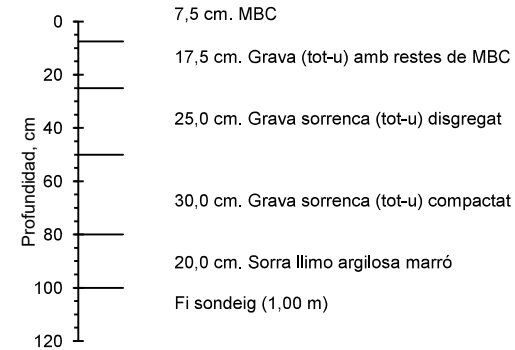 7,5 cm. MBC
17,5 cm. Grava (tot-u) amb restes de MBC
25,0 cm. Grava sorrenca (tot-u) disgregat
30,0 cm. Grava sorrenca (tot-u) compactat
20,0 cm. Sorra llimo argilosa marró
Fi sondeig (1,00 m)
Profundidad, cm
0
20
40
60
80
100
120